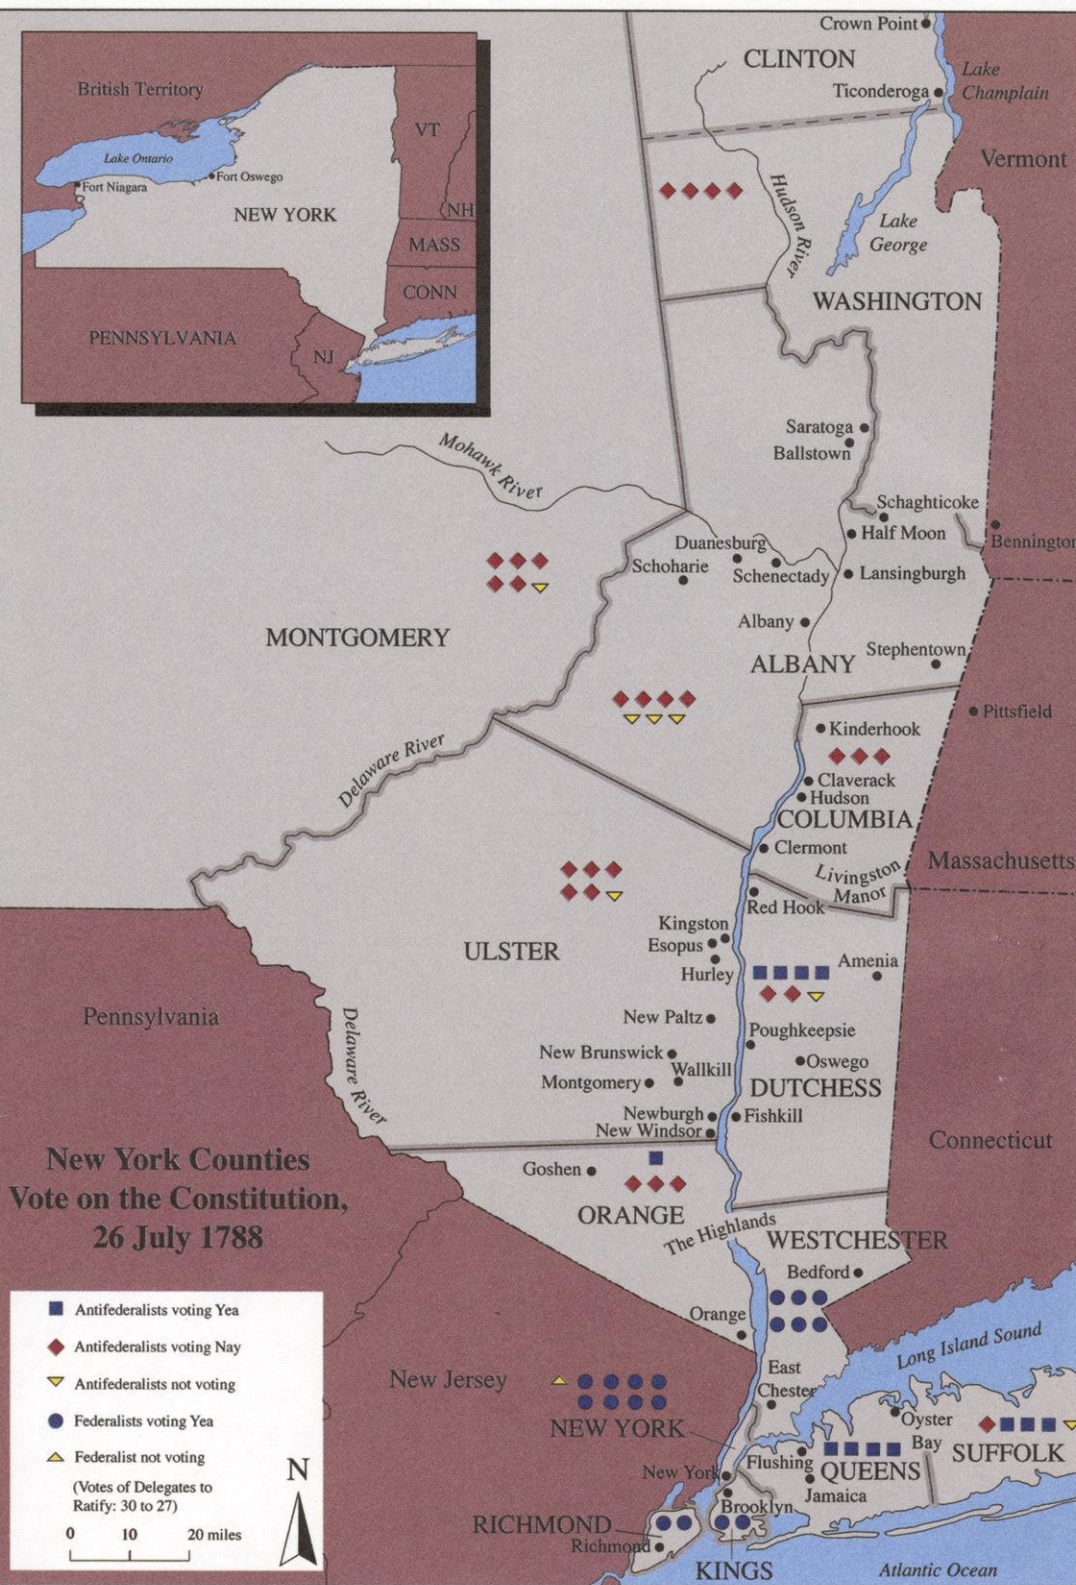 British Territory
Lake Ontario
Fort Niagara
Fort Oswego
NEW YORK
VT
NH
MASS
CONN
PENNSYLVANIA
NJ
Crown Point
CLINTON
Lake
Champlain
Ticonderoga
Vermont
Hudson River
Lake
George
WASHINGTON
Mohawk River
Saratoga
Ballstown
Schaghticoke
Half Moon
Bennington
Duanesburg
Schoharie
Schenectady
Lansingburgh
MONTGOMERY
Albany
ALBANY
Stephentown
Pittsfield
Delaware River
Kinderhook
Claverack
Hudson
COLUMBIA
Clermont
Livingston
Manor
Massachusetts
Red Hook
Kingston
Esopus
Hurley
ULSTER
Amenia
Pennsylvania
Delaware River
New Paltz
Poughkeepsie
New Brunswick
Wallkill
Oswego
Montgomery
DUTCHESS
Newburgh
New Windsor
Fishkill
Connecticut
New York Counties
Vote on the Constitution,
26 July 1788
Goshen
ORANGE
The Highlands
WESTCHESTER
Bedford
Orange
Long Island Sound
New Jersey
East
Chester
NEW YORK
Oyster
Bay
SUFFOLK
Flushing
QUEENS
New York
Jamaica
Brooklyn
RICHMOND
Richmond
KINGS
Atlantic Ocean
Antifederalists voting Yea
Antifederalists voting Nay
Antifederalists not voting
Federalists voting Yea
Federalist not voting
(Votes of Delegates to
Ratify: 30 to 27)
N
0 10 20 miles